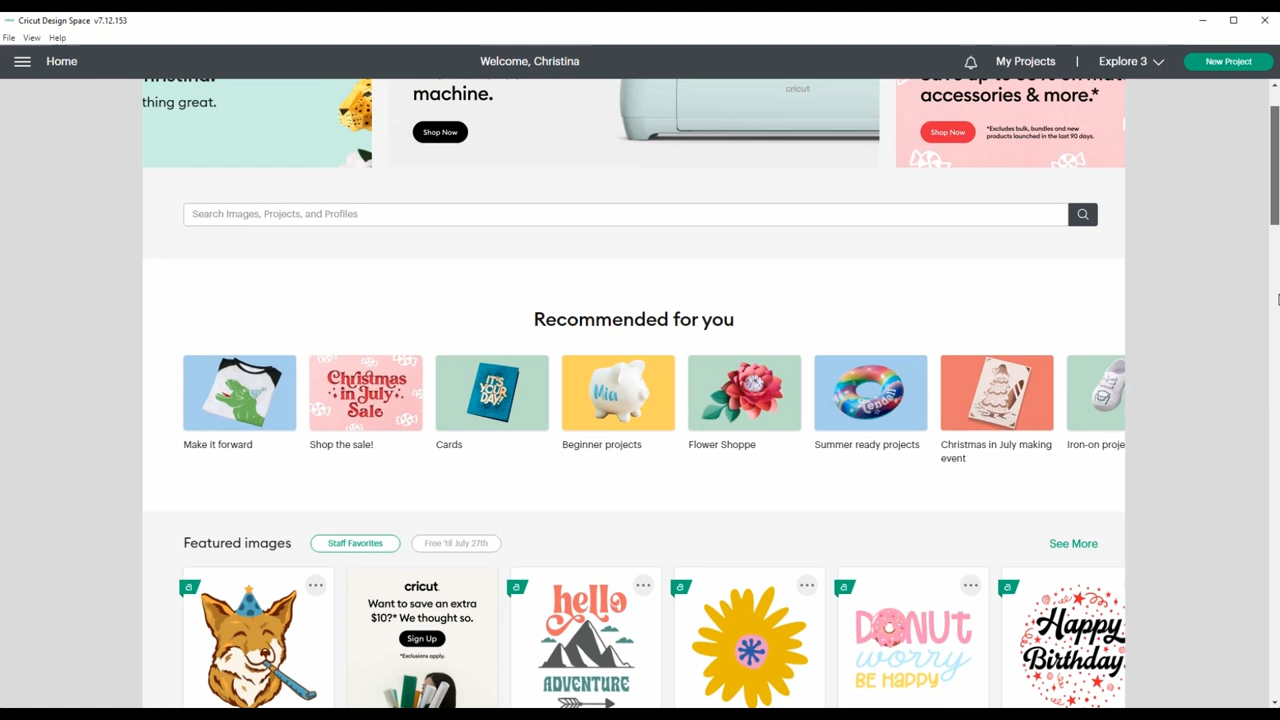 Cricut Design Space v7.12.153
File View Help
Home
Welcome, Christina
My Projects | Explore 3
New Project
thing great.
machine.
Shop Now
cricut
accessories & more.*
Shop Now
*Excludes bulk, bundles and new
products launched in the last 90 days.
Search Images, Projects, and Profiles
Recommended for you
CHRISTMAS
in JULY
Sale
IT'S
YOUR
DAY!
Mia
Kendall
Make it forward
Shop the sale!
Cards
Beginner projects
Flower Shoppe
Summer ready projects
Christmas in July making
event
Iron-on proje
Featured images
Staff Favorites
Free 'til July 27th
See More
a
cricut
Want to save an extra
$10?* We thought so.
Sign Up
*Exclusions apply.
a
hello
ADVENTURE
a
a
DONUT
worry
BE HAPPY
a
Happy
Birthday